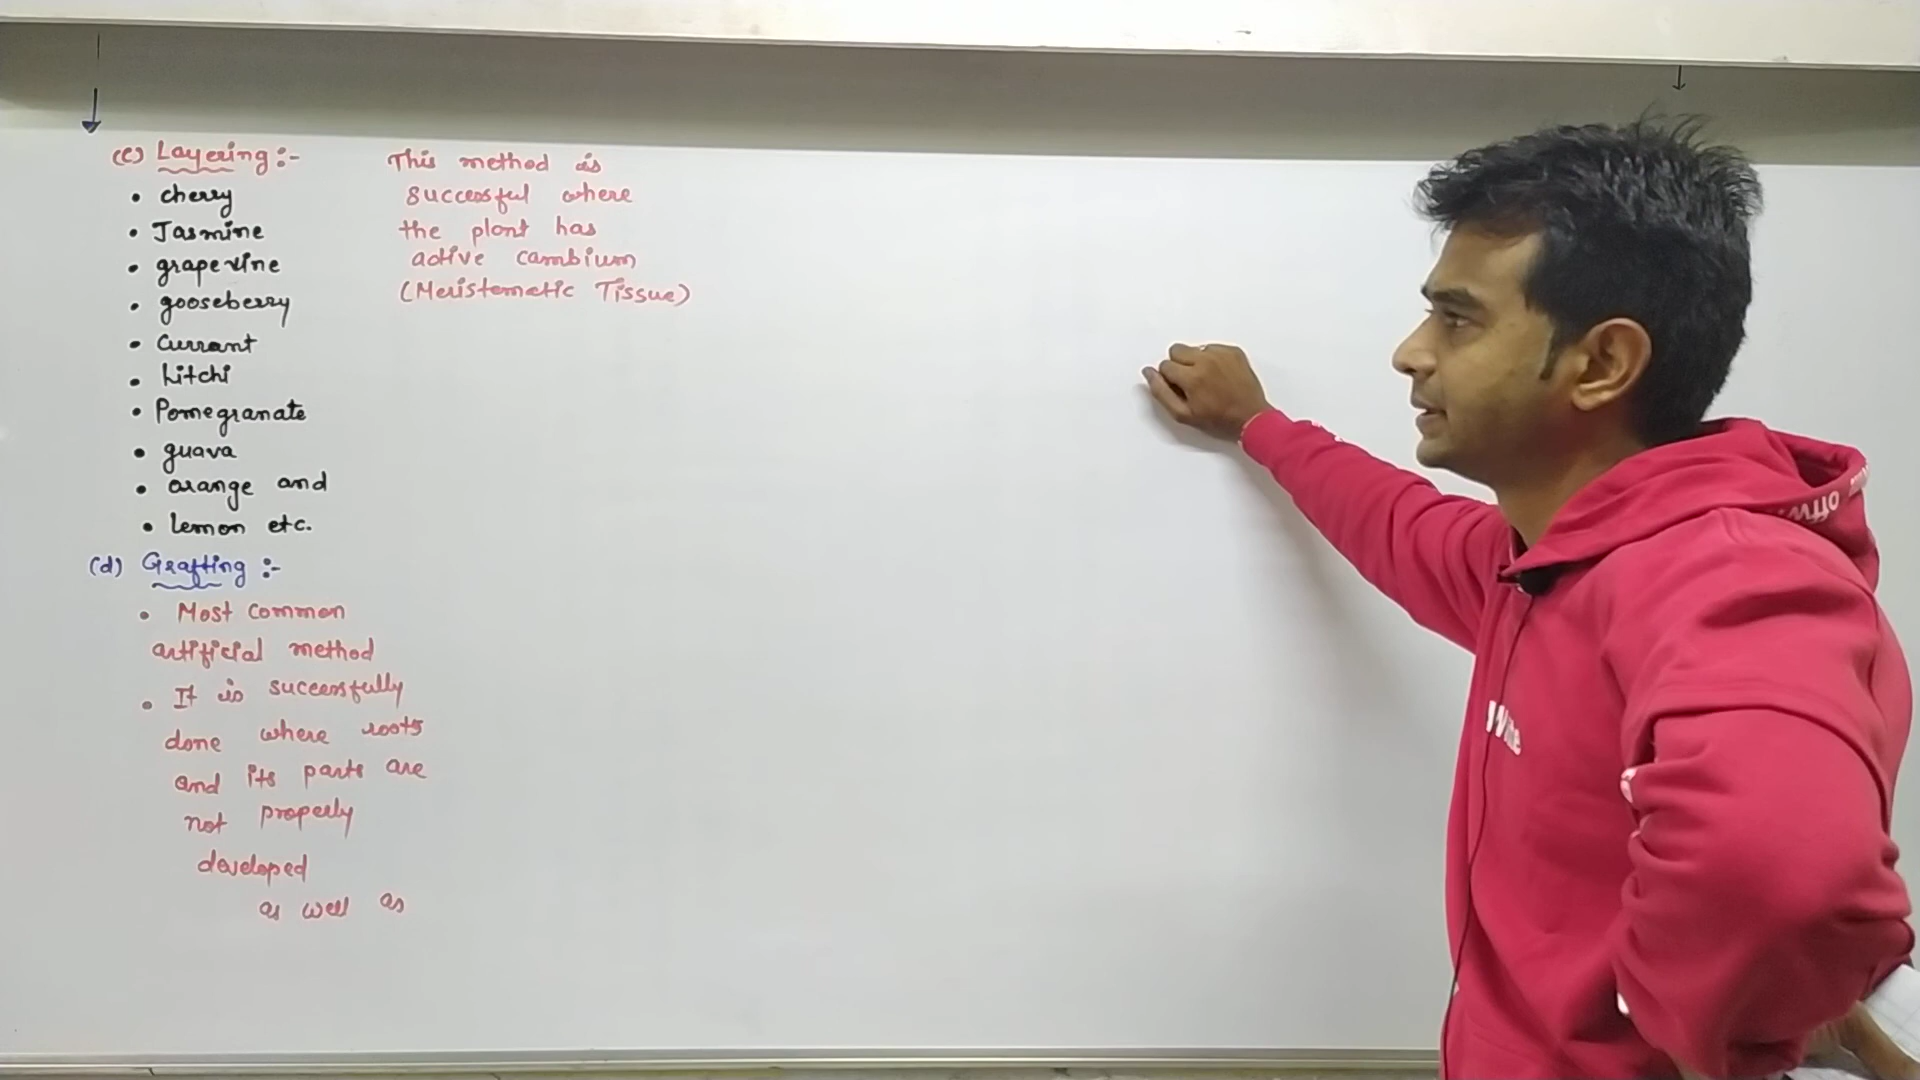 (c) Layering :-
• cherry
• Jasmine
• grapevine
• gooseberry
• currant
• Litchi
• Pomegranate
• guava
• orange and
• lemon etc.
This method is
successful where
the plant has
active cambium
(Meristematic Tissue)
(d) Grafting :-
• Most common
artificial method
• It is successfully
done where roots
and its parts are
not properly
developed
as well as